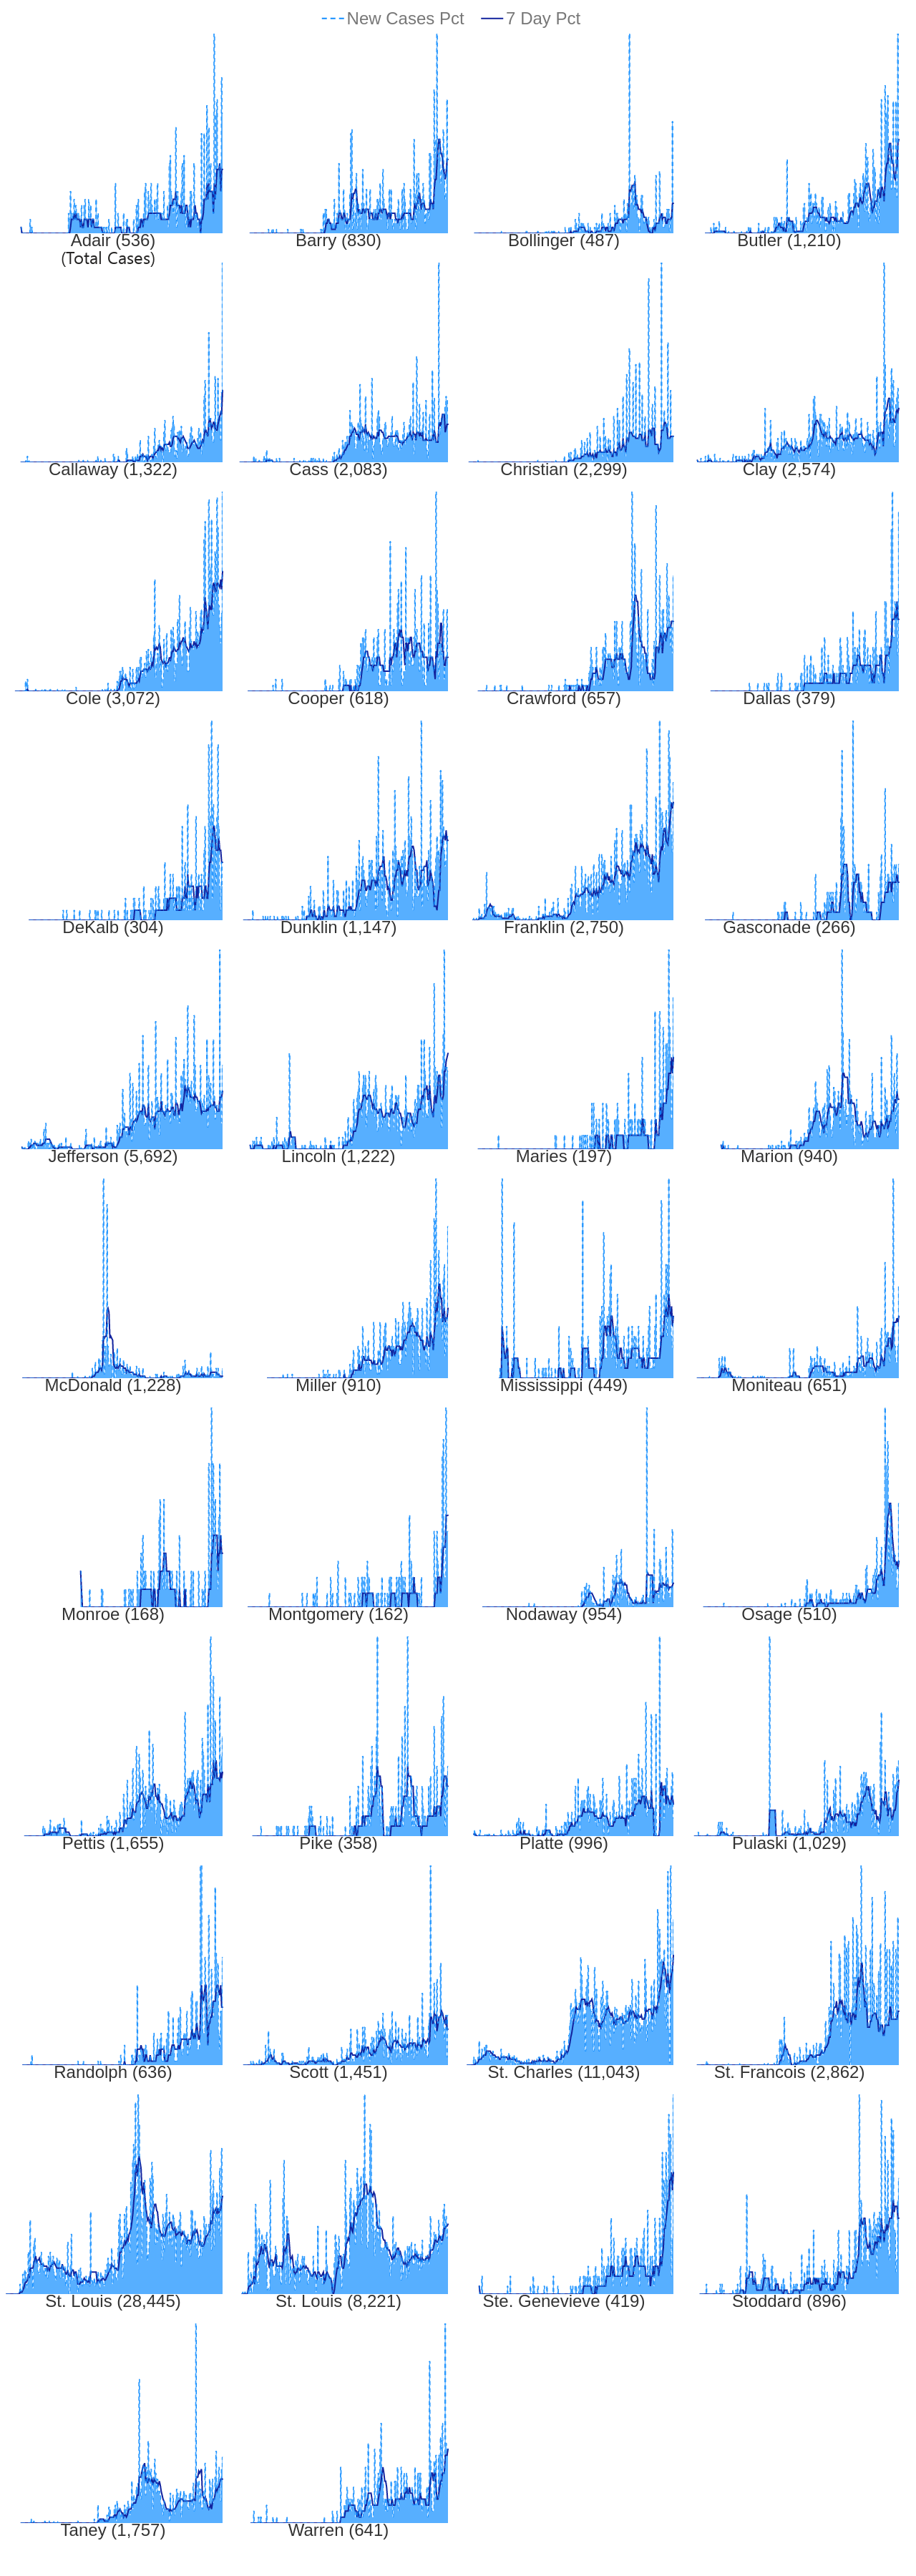 New Cases Pct 7 Day Pct
Adair (536) Barry (830) Bollinger (487) Butler (1,210)
(Total Cases)
Callaway (1,322) Cass (2,083) Christian (2,299) Clay (2,574)
Cole (3,072) Cooper (618) Crawford (657) Dallas (379)
DeKalb (304) Dunklin (1,147) Franklin (2,750) Gasconade (266)
Jefferson (5,692) Lincoln (1,222) Maries (197) Marion (940)
McDonald (1,228) Miller (910) Mississippi (449) Moniteau (651)
Monroe (168) Montgomery (162) Nodaway (954) Osage (510)
Pettis (1,655) Pike (358) Platte (996) Pulaski (1,029)
Randolph (636) Scott (1,451) St. Charles (11,043) St. Francois (2,862)
St. Louis (28,445) St. Louis (8,221) Ste. Genevieve (419) Stoddard (896)
Taney (1,757) Warren (641)